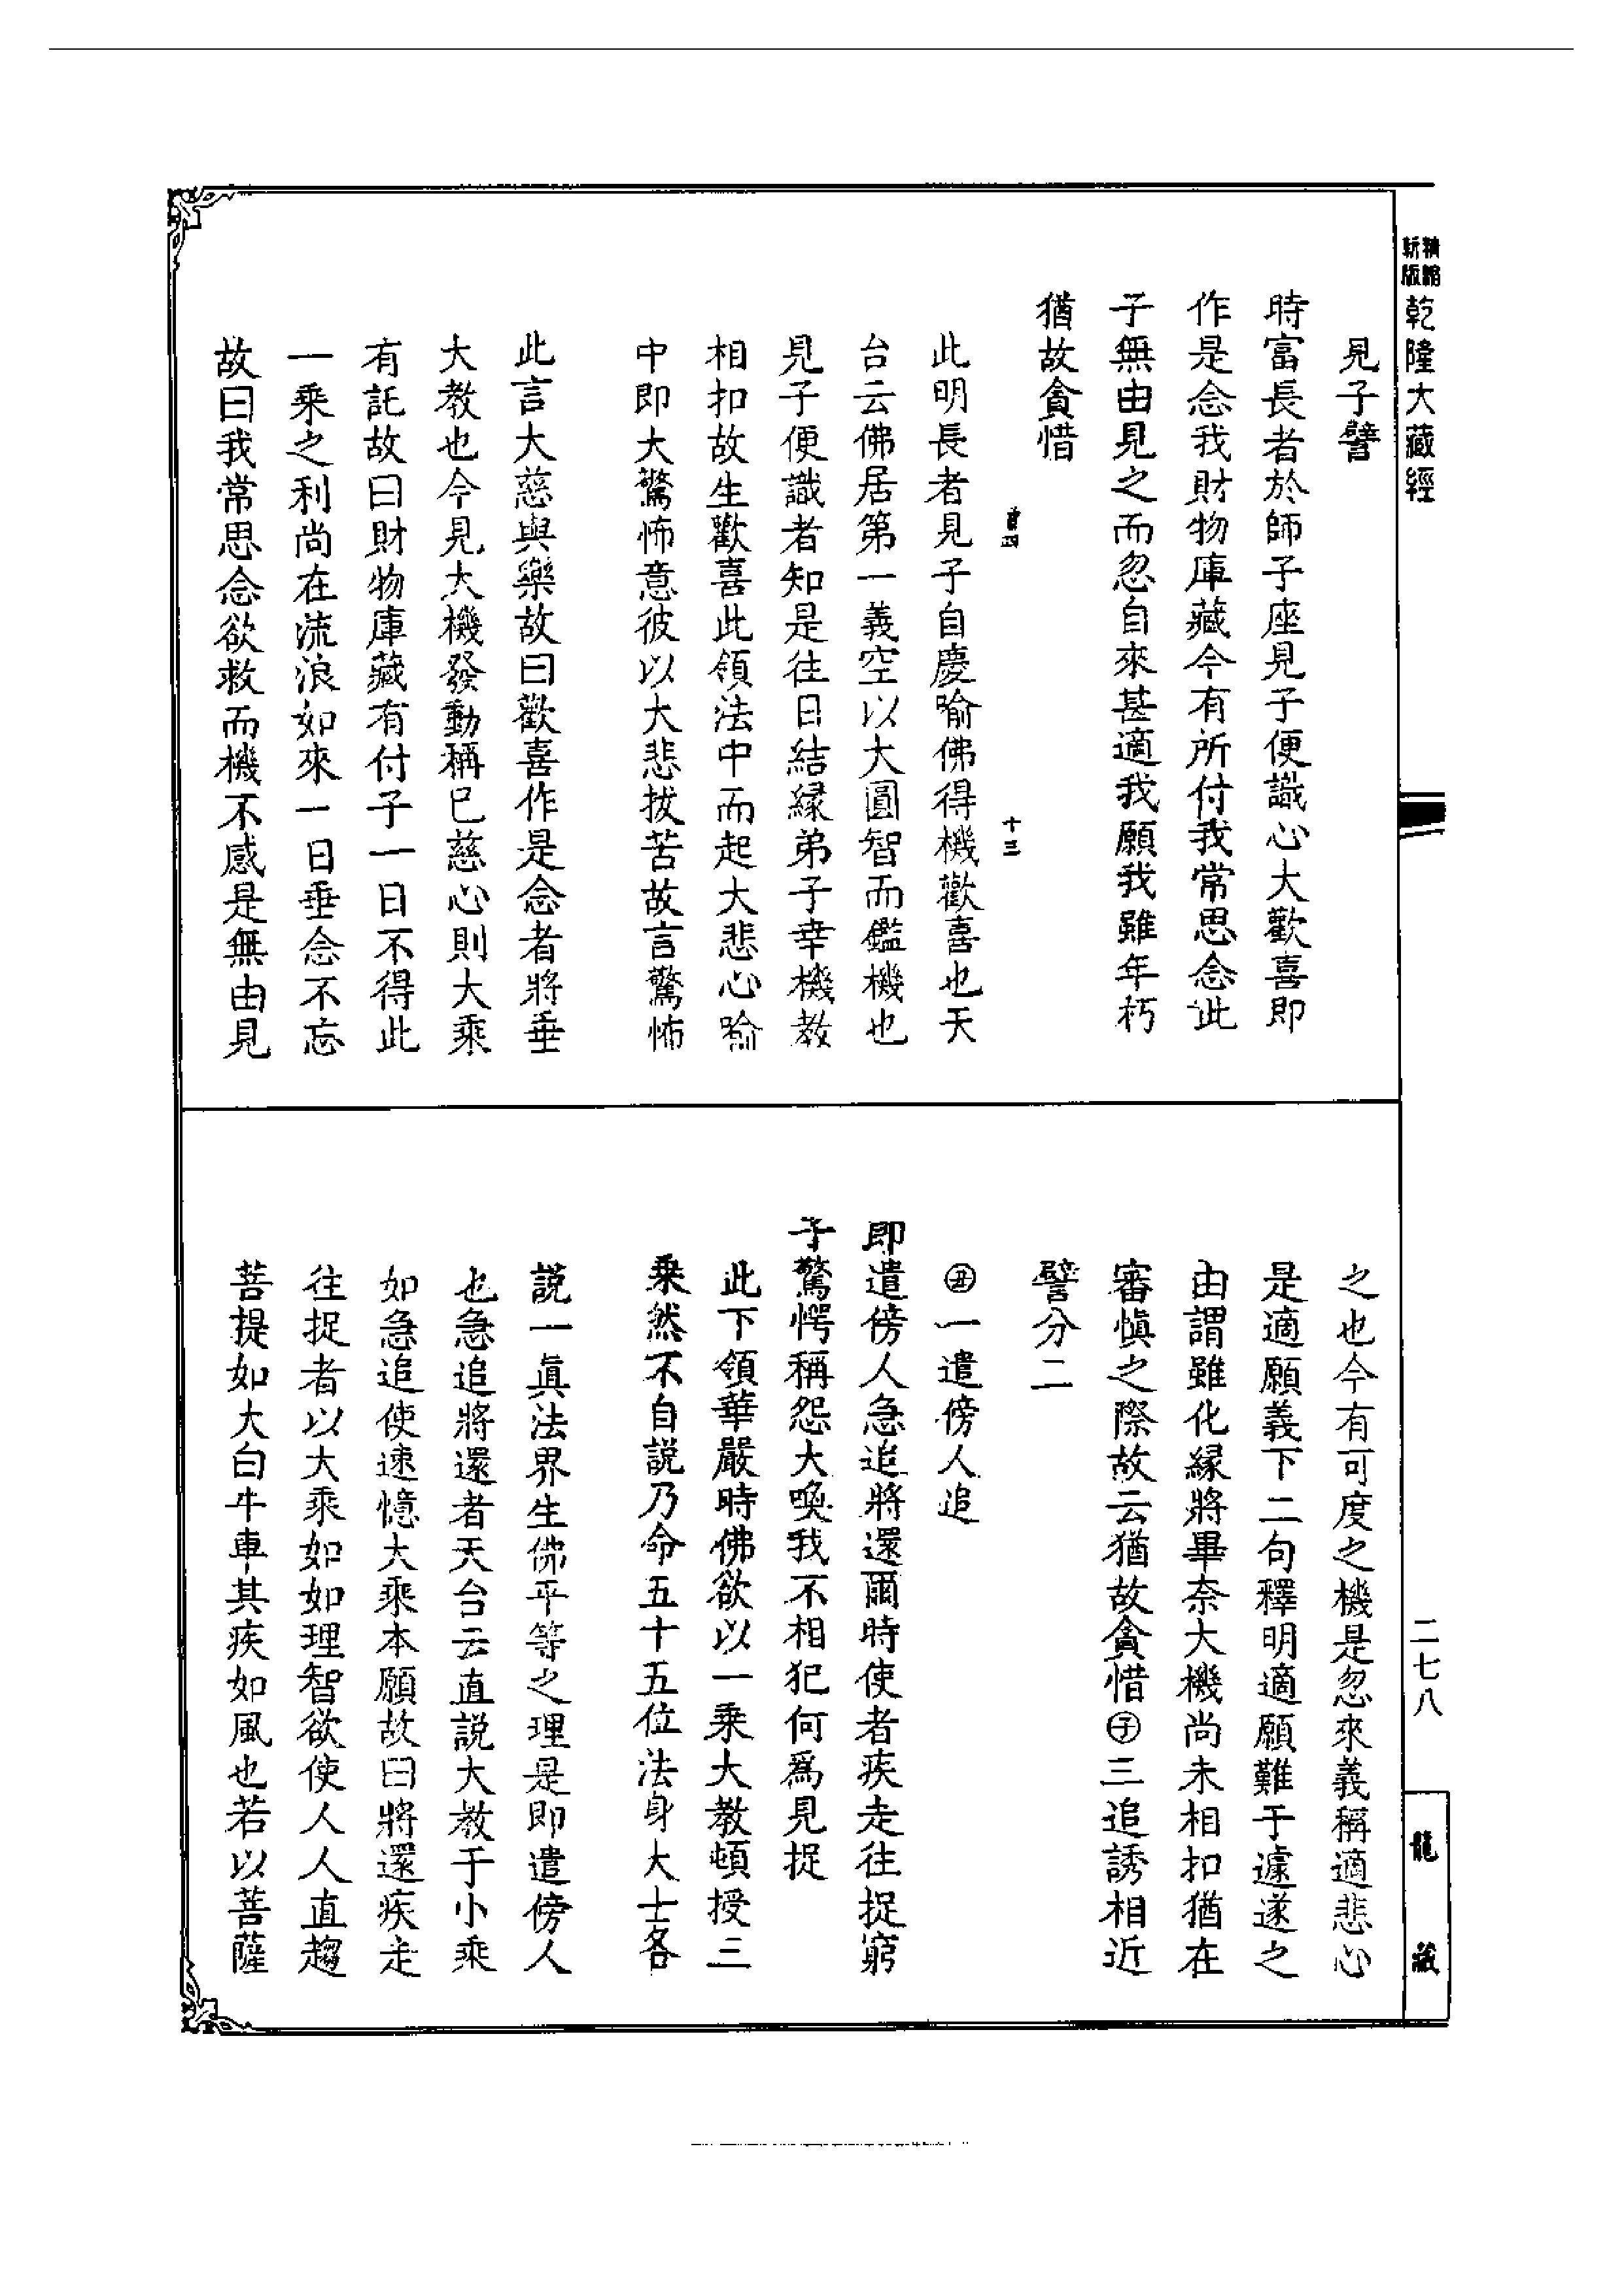 精縮
新版
乾隆大藏經
見子譬
時富長者於師子座見子便識心大歡喜即
作是念我財物庫藏今有所付我常思念此
子無由見之而忽自來甚適我願我雖年朽
猶故貪惜
十三
此明長者見子自慶喻佛得機歡喜也天
台云佛居第一義空以大圓智而鑑機也
見子便識者知是往日結緣弟子幸機教
相扣故生歡喜此領法中而起大悲心喻
中即大驚怖意彼以大悲拔苦故言驚怖
此言大慈與樂故曰歡喜作是念者將垂
大教也今見大機發動稱已慈心則大乘
有託故曰財物庫藏有付子一日不得此
一乘之利尚在流浪如來一日垂念不忘
故曰我常思念欲救而機不感是無由見
之也今有可度之機是忽來義稱適悲心
是適願義下二句釋明適願難于遽遂之
由謂雖化緣將畢奈大機尚未相扣猶在
審慎之際故云猶故貪惜㊉三追誘相近
譬分二
㊉一遣傍人追
即遣傍人急追將還爾時使者疾走往捉窮
子驚愕稱怨大喚我不相犯何為見捉
此下領華嚴時佛欲以一乘大教頓授三
乘然不自說乃命五十五位法身大士各
說一真法界生佛平等之理是即遣傍人
也急追將還者天台云直說大教于小乘
如急追使速憶大乘本願故曰將還疾走
往捉者以大乘如如理智欲使人人直趨
菩提如大白牛車其疾如風也若以菩薩
二七八
龍藏